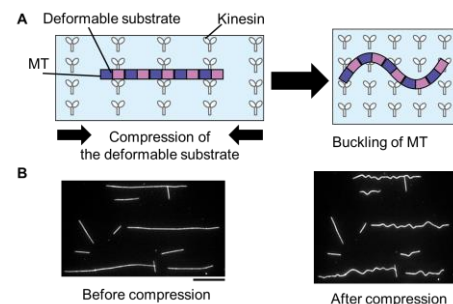 A
Deformable substrate
Kinesin
MT
Compression of
the deformable substrate
Buckling of MT
B
Before compression
After compression